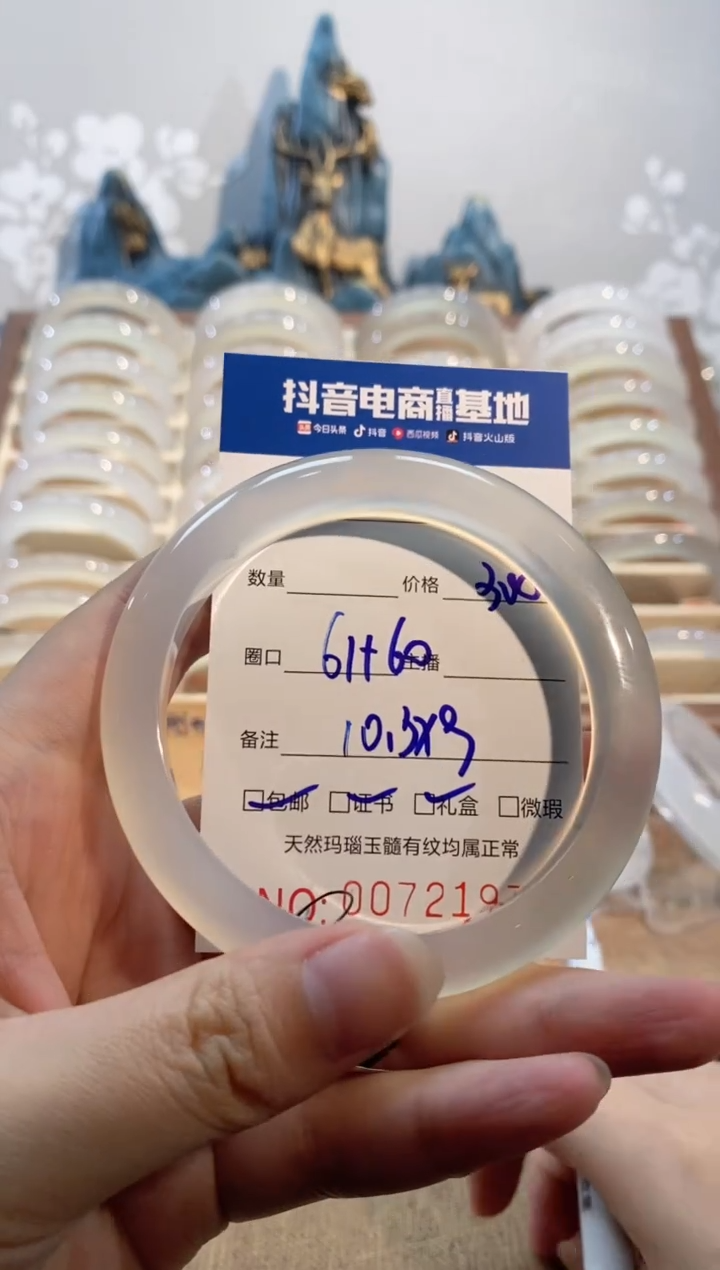 抖音电商直播基地
今日头条 抖音 西瓜视频 抖音火山版
数量 价格
圈口 61+60 主播
备注 10.3x9
包邮 证书 礼盒 微瑕
天然玛瑙玉髓有纹均属正常
NO: 0072197